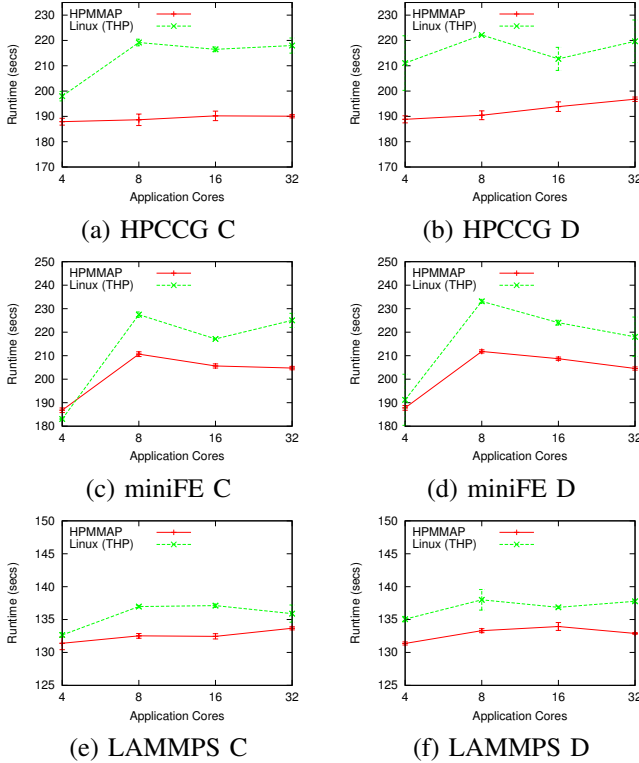 HPMMAP
Linux (THP)
Runtime (secs)
230
220
210
200
190
180
170
4
8
16
32
Application Cores
(a) HPCCG C
HPMMAP
Linux (THP)
Runtime (secs)
230
220
210
200
190
180
170
4
8
16
32
Application Cores
(b) HPCCG D
HPMMAP
Linux (THP)
Runtime (secs)
250
240
230
220
210
200
190
180
4
8
16
32
Application Cores
(c) miniFE C
HPMMAP
Linux (THP)
Runtime (secs)
250
240
230
220
210
200
190
180
4
8
16
32
Application Cores
(d) miniFE D
HPMMAP
Linux (THP)
Runtime (secs)
150
145
140
135
130
125
4
8
16
32
Application Cores
(e) LAMMPS C
HPMMAP
Linux (THP)
Runtime (secs)
150
145
140
135
130
125
4
8
16
32
Application Cores
(f) LAMMPS D